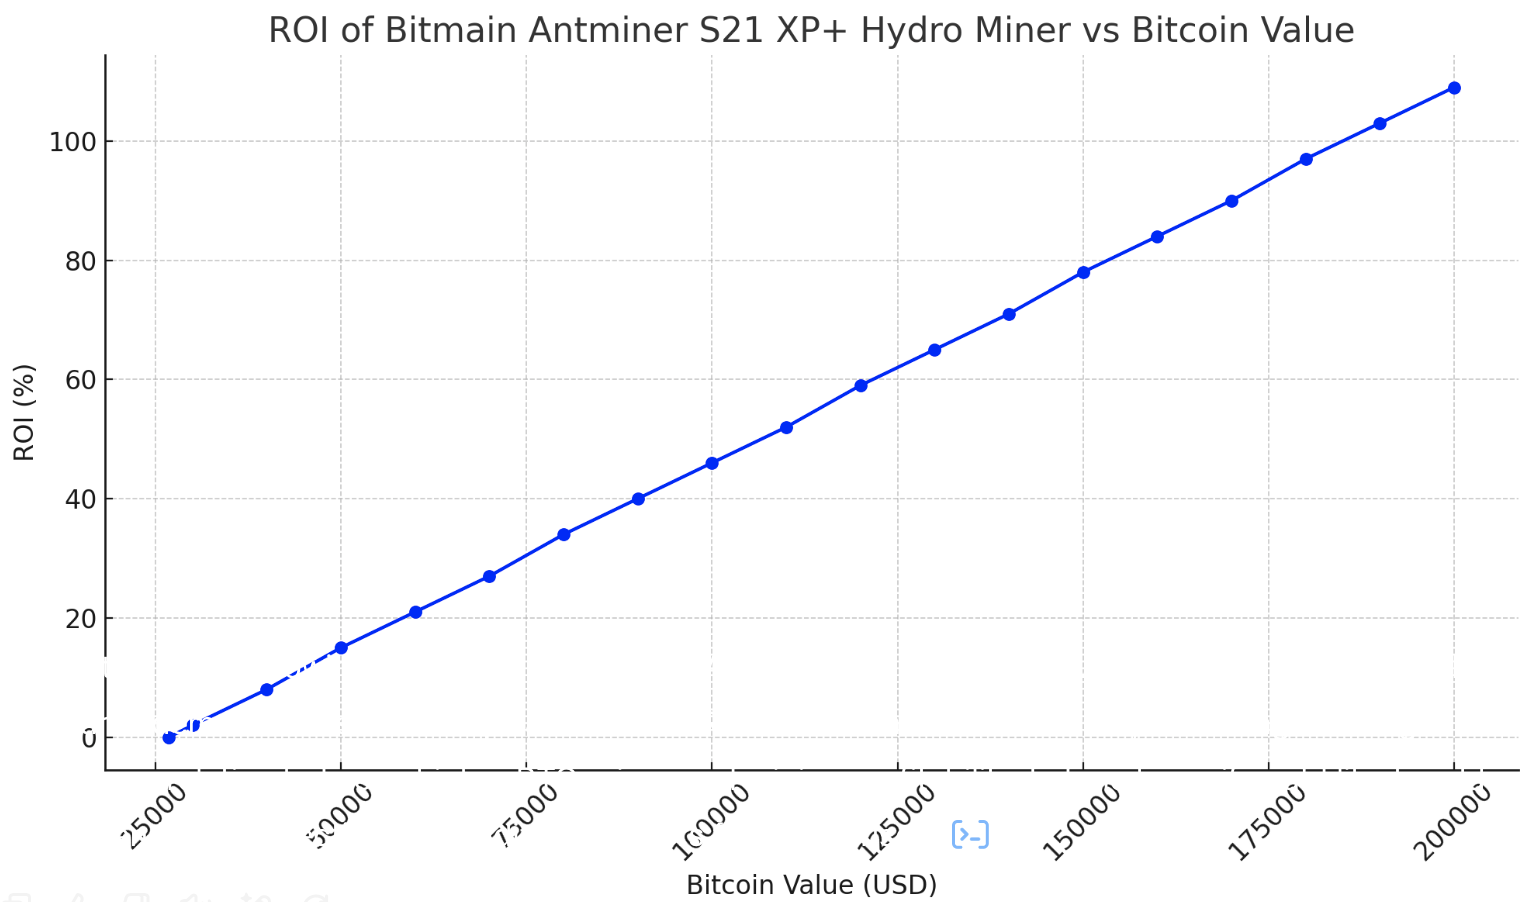 ROI of Bitmain Antminer S21 XP+ Hydro Miner vs Bitcoin Value
ROI (%)
100
80
60
40
20
0
25000 50000 75000 100000 125000 150000 175000 200000
Bitcoin Value (USD)